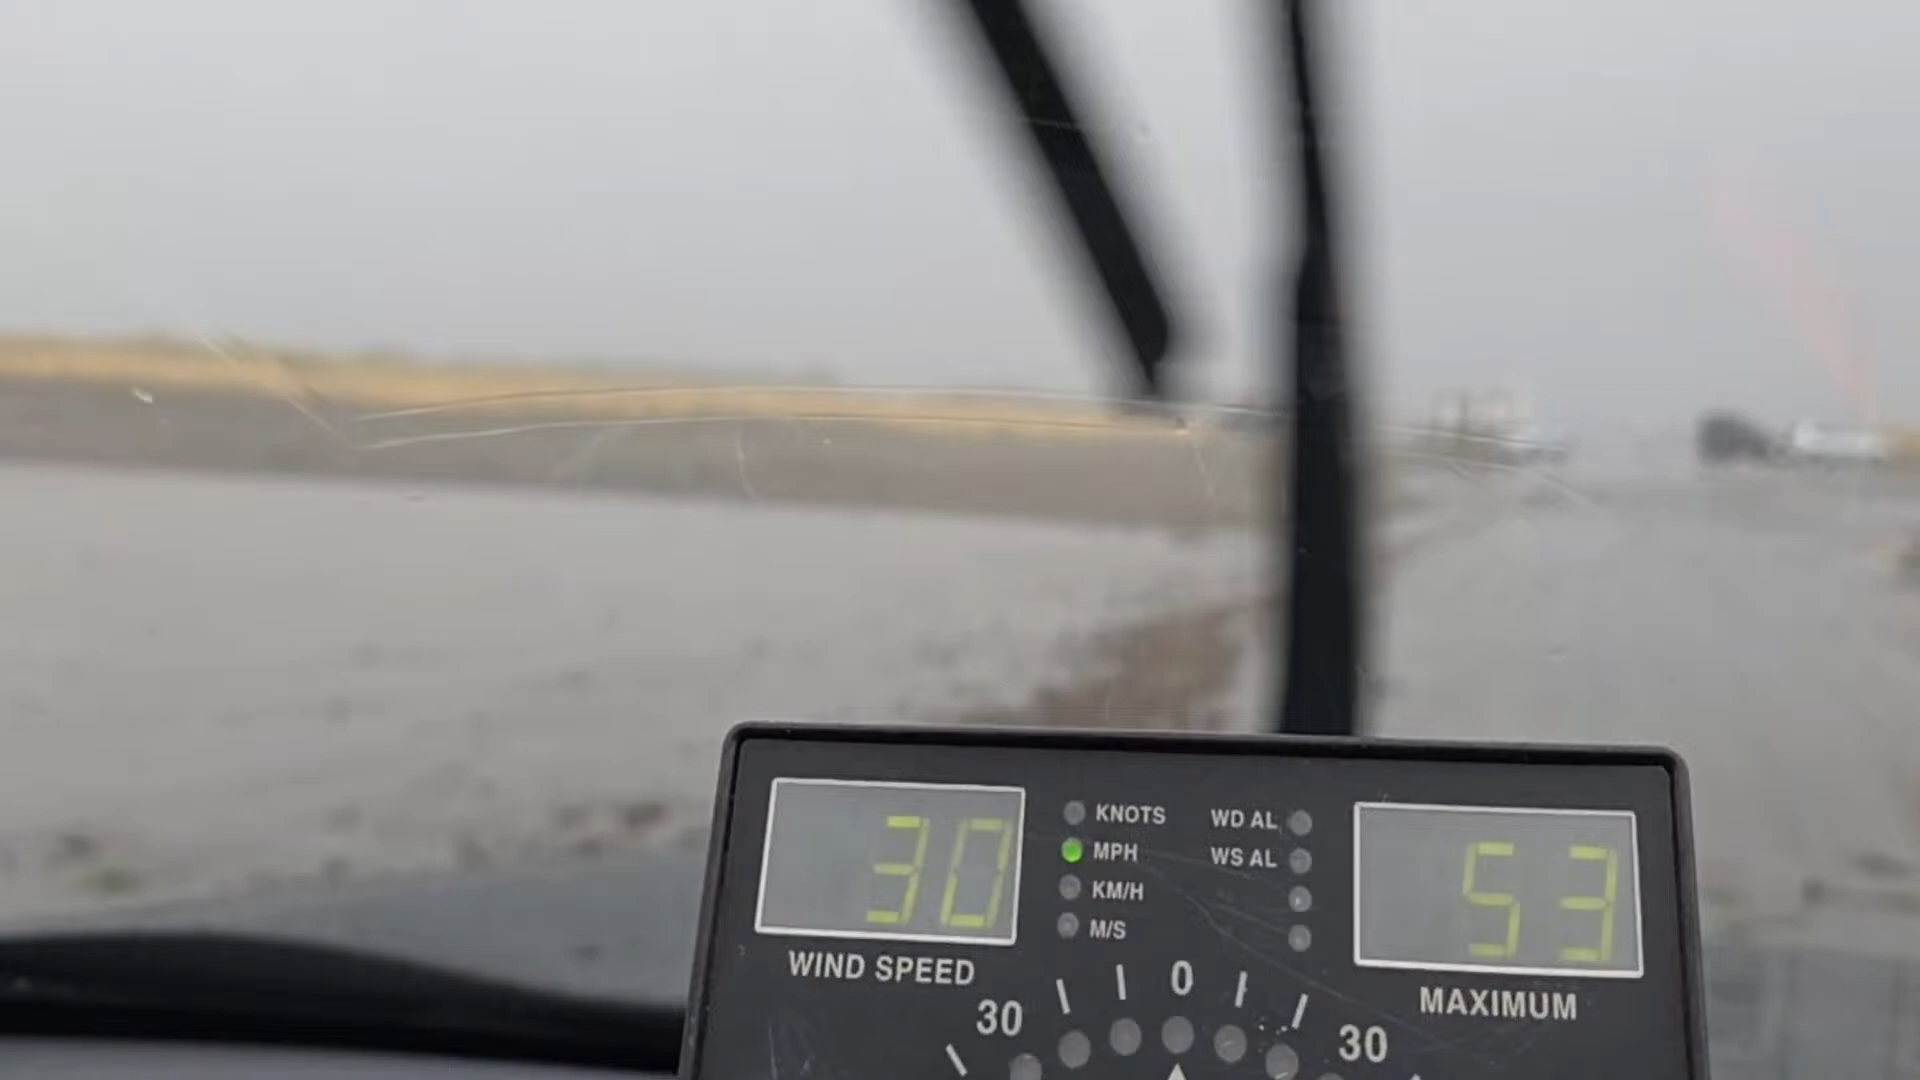 30
KNOTS
MPH
KM/H
M/S
WD AL
WS AL
53
WIND SPEED
MAXIMUM
30
0
30